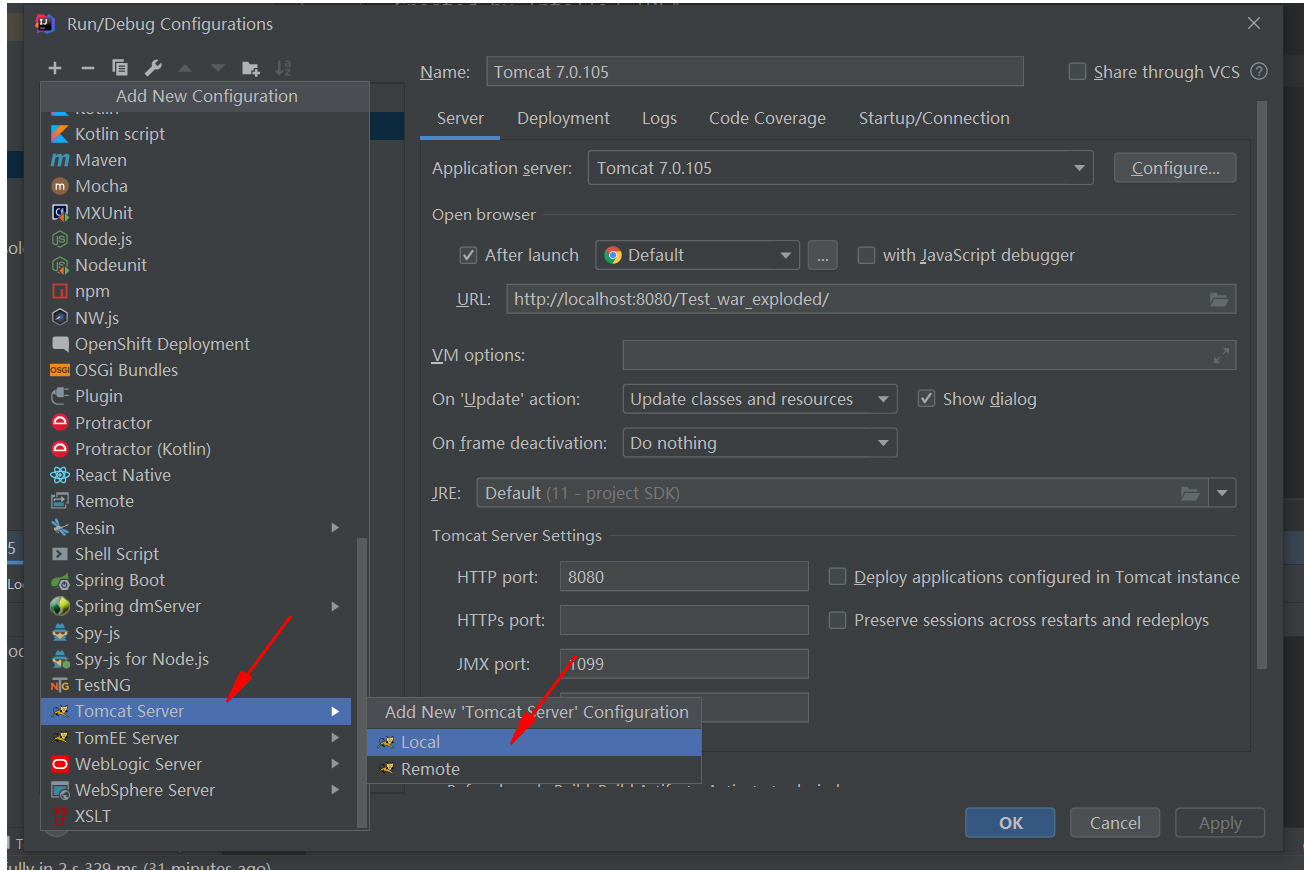 Run/Debug Configurations
Add New Configuration
Kotlin script
Maven
Mocha
MXUnit
Node.js
Nodeunit
npm
NW.js
OpenShift Deployment
OSGi Bundles
Plugin
Protractor
Protractor (Kotlin)
React Native
Remote
Resin
Shell Script
Spring Boot
Spring dmServer
Spy-js
Spy-js for Node.js
TestNG
Tomcat Server
TomEE Server
WebLogic Server
WebSphere Server
XSLT
Name: Tomcat 7.0.105 Share through VCS
Server Deployment Logs Code Coverage Startup/Connection
Application server: Tomcat 7.0.105 Configure...
Open browser
After launch Default ... with JavaScript debugger
URL: http://localhost:8080/Test_war_exploded/
VM options:
On 'Update' action: Update classes and resources Show dialog
On frame deactivation: Do nothing
JRE: Default (11 - project SDK)
Tomcat Server Settings
HTTP port: 8080 Deploy applications configured in Tomcat instance
HTTPs port: Preserve sessions across restarts and redeploys
JMX port: 1099
Add New 'Tomcat Server' Configuration
Local
Remote
OK Cancel Apply
fully in 2 s 329 ms (31 minutes ago)